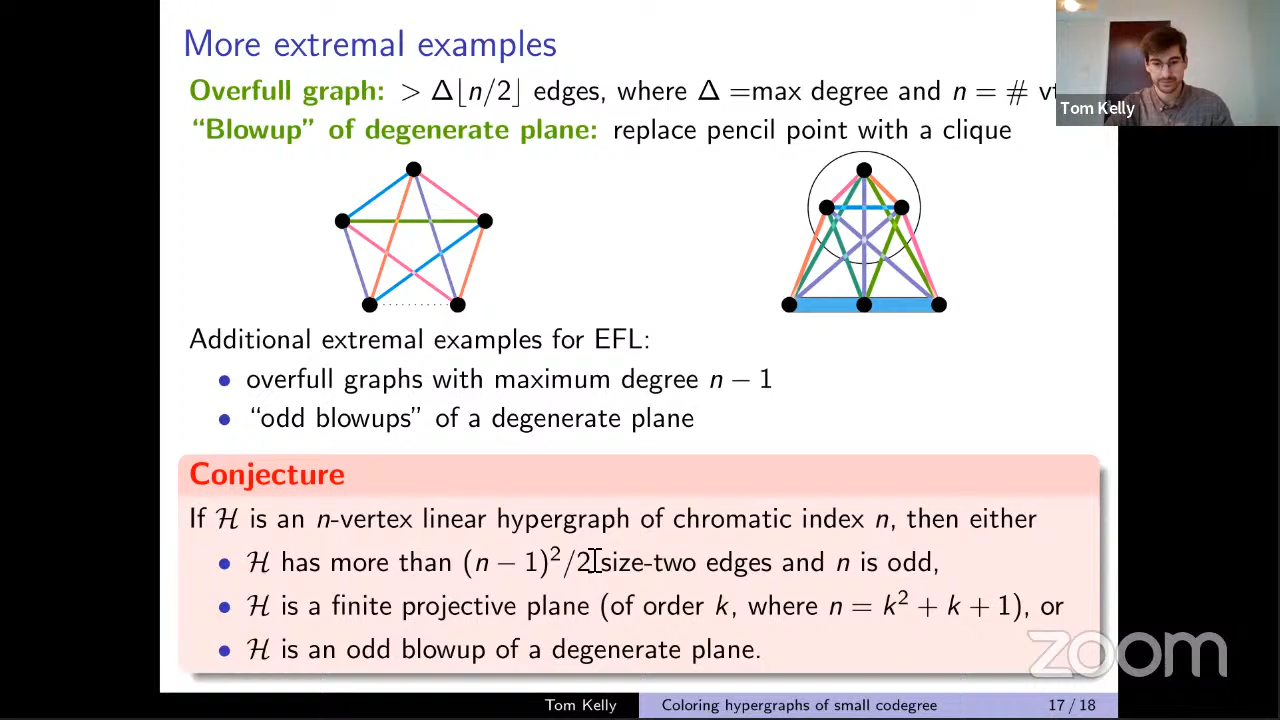 More extremal examples
Overfull graph: > Δ⌊n/2⌋ edges, where Δ =max degree and n = # vt
Tom Kelly
“Blowup” of degenerate plane: replace pencil point with a clique
Additional extremal examples for EFL:
• overfull graphs with maximum degree n − 1
• “odd blowups” of a degenerate plane
Conjecture
If ℋ is an n-vertex linear hypergraph of chromatic index n, then either
• ℋ has more than (n − 1)²/2 size-two edges and n is odd,
• ℋ is a finite projective plane (of order k, where n = k² + k + 1), or
• ℋ is an odd blowup of a degenerate plane.
zoom
Tom Kelly Coloring hypergraphs of small codegree 17 / 18